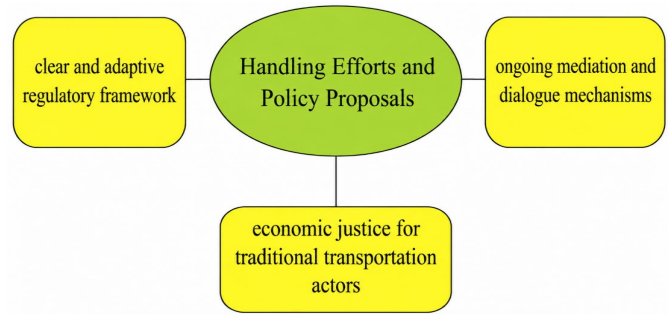 clear and adaptive
regulatory framework
Handling Efforts and
Policy Proposals
ongoing mediation and
dialogue mechanisms
economic justice for
traditional transportation
actors